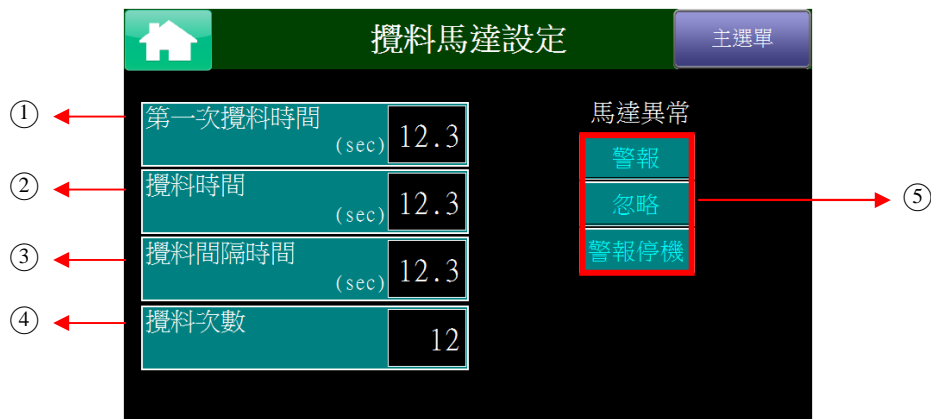 攪料馬達設定
主選單
① 第一次攪料時間
(sec) 12.3
馬達異常
警報
② 攪料時間
(sec) 12.3
忽略
⑤
③ 攪料間隔時間
(sec) 12.3
警報停機
④ 攪料次數
12